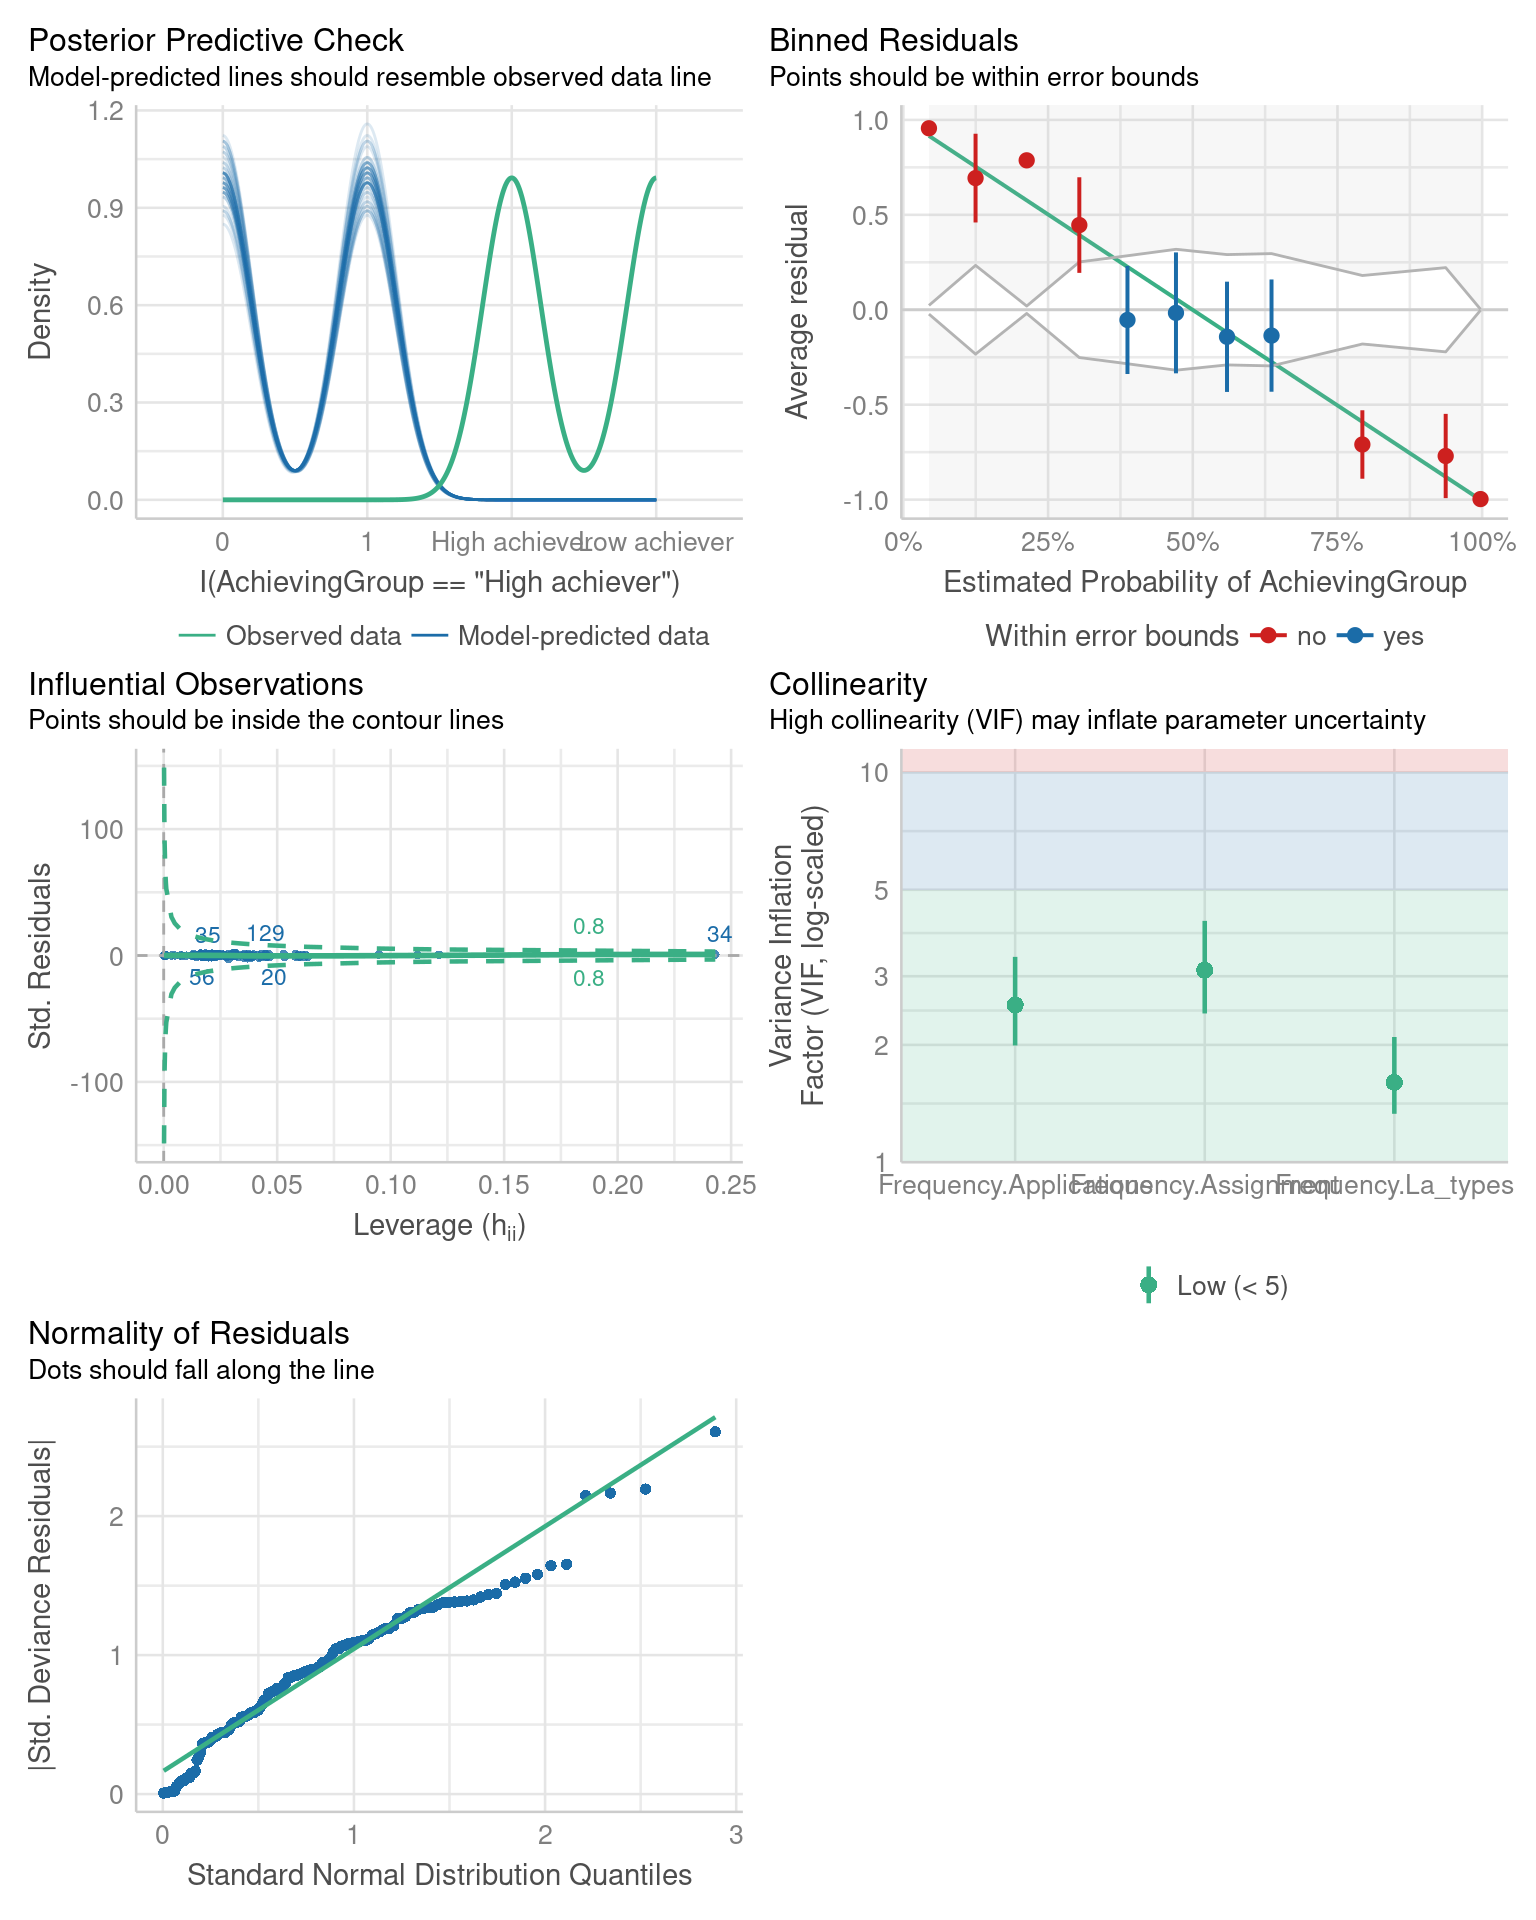 Posterior Predictive Check
Model-predicted lines should resemble observed data line
1.2
0.9
0.6
0.3
0.0
Density
0
1
High achiever
Low achiever
I(AchievingGroup == "High achiever")
Observed data
Model-predicted data
Binned Residuals
Points should be within error bounds
1.0
0.5
0.0
-0.5
-1.0
Average residual
0%
25%
50%
75%
100%
Estimated Probability of AchievingGroup
Within error bounds
no
yes
Influential Observations
Points should be inside the contour lines
100
0
-100
Std. Residuals
35
129
0.8
34
56
20
0.8
0.00
0.05
0.10
0.15
0.20
0.25
Leverage (hii)
Collinearity
High collinearity (VIF) may inflate parameter uncertainty
10
5
3
2
1
Variance Inflation
Factor (VIF, log-scaled)
Frequency.Applications
Frequency.Assignment
Frequency.La_types
Low (< 5)
Normality of Residuals
Dots should fall along the line
2
1
0
|Std. Deviance Residuals|
0
1
2
3
Standard Normal Distribution Quantiles